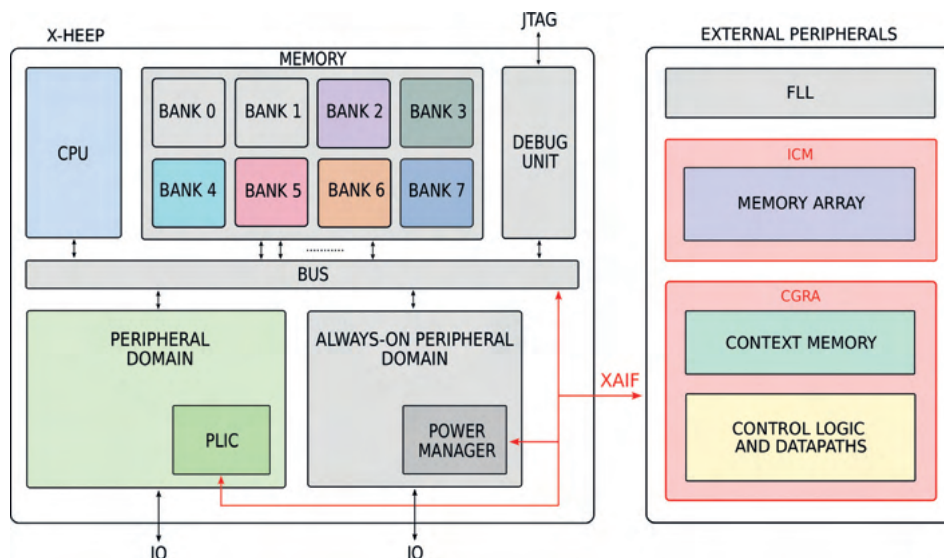 X-HEEP
JTAG
EXTERNAL PERIPHERALS
MEMORY
CPU
BANK 0
BANK 1
BANK 2
BANK 3
BANK 4
BANK 5
BANK 6
BANK 7
DEBUG
UNIT
BUS
PERIPHERAL
DOMAIN
PLIC
ALWAYS-ON PERIPHERAL
DOMAIN
POWER
MANAGER
IO
IO
XAIF
FLL
ICM
MEMORY ARRAY
CGRA
CONTEXT MEMORY
CONTROL LOGIC
AND DATAPATHS